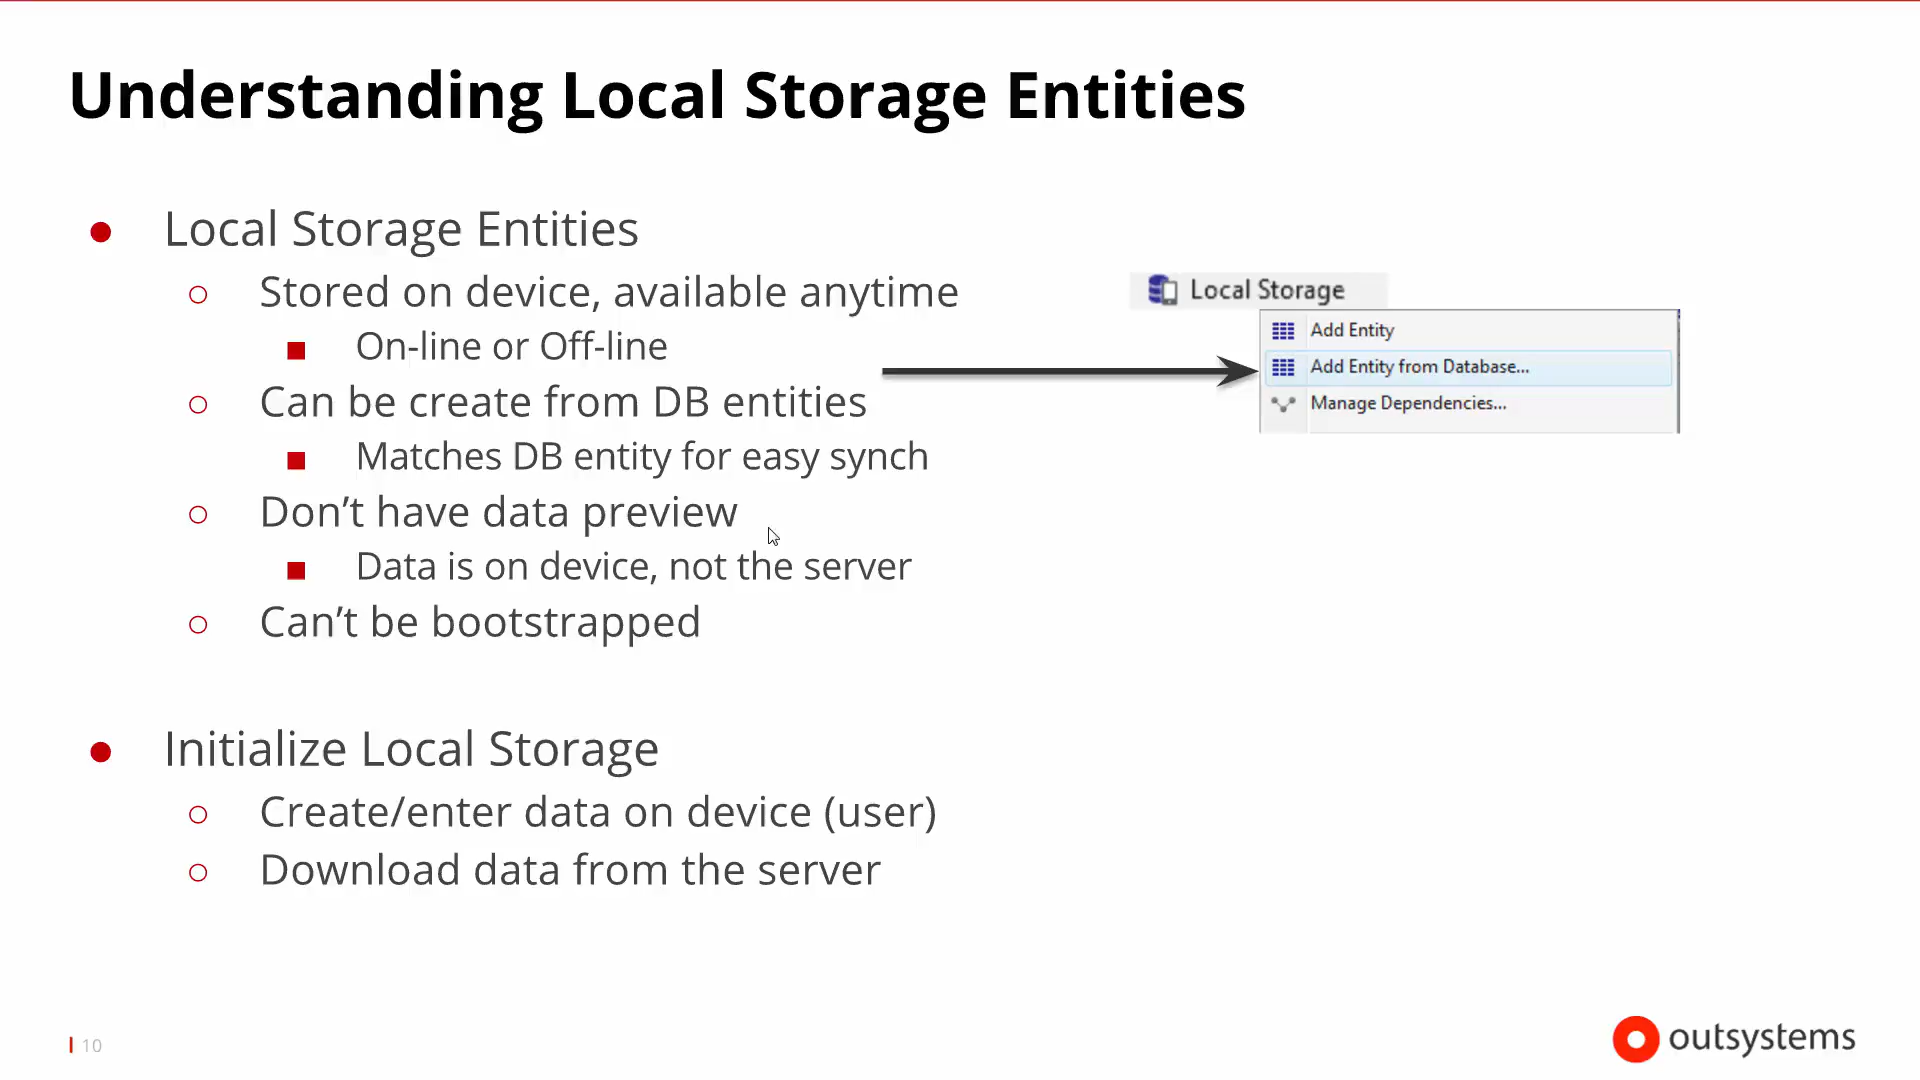 Understanding Local Storage Entities
Local Storage Entities
Stored on device, available anytime
On-line or Off-line
Can be create from DB entities
Matches DB entity for easy synch
Don’t have data preview
Data is on device, not the server
Can’t be bootstrapped
Initialize Local Storage
Create/enter data on device (user)
Download data from the server
Local Storage
Add Entity
Add Entity from Database...
Manage Dependencies...
10
outsystems